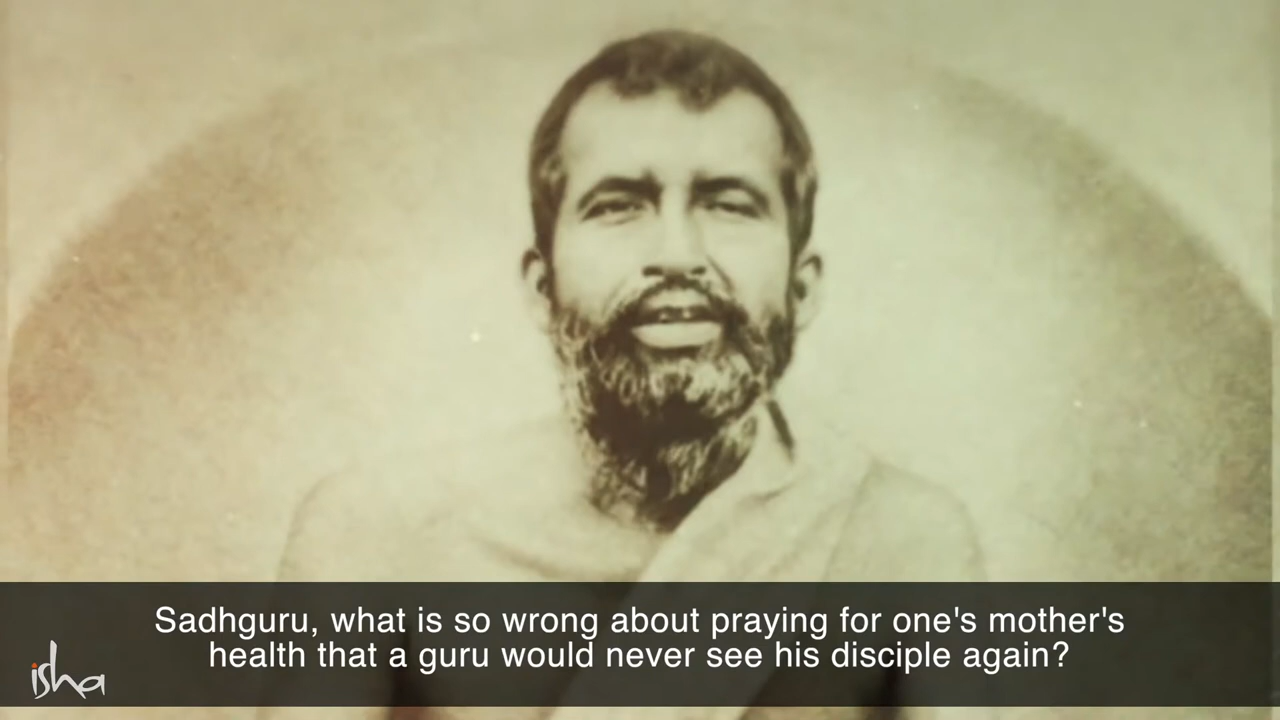 Sadhguru, what is so wrong about praying for one's mother's
health that a guru would never see his disciple again?
isha